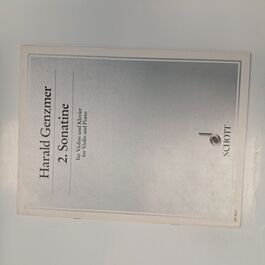 Harald Genzmer
2. Sonatine
für Violine und Klavier
for Violin and Piano
SCHOTT